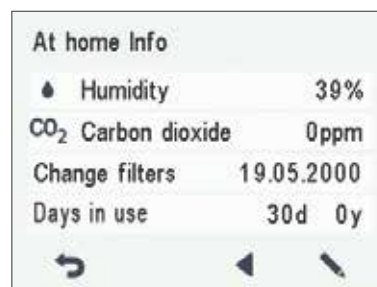 At home Info
Humidity 39%
CO₂ Carbon dioxide 0ppm
Change filters 19.05.2000
Days in use 30d 0y